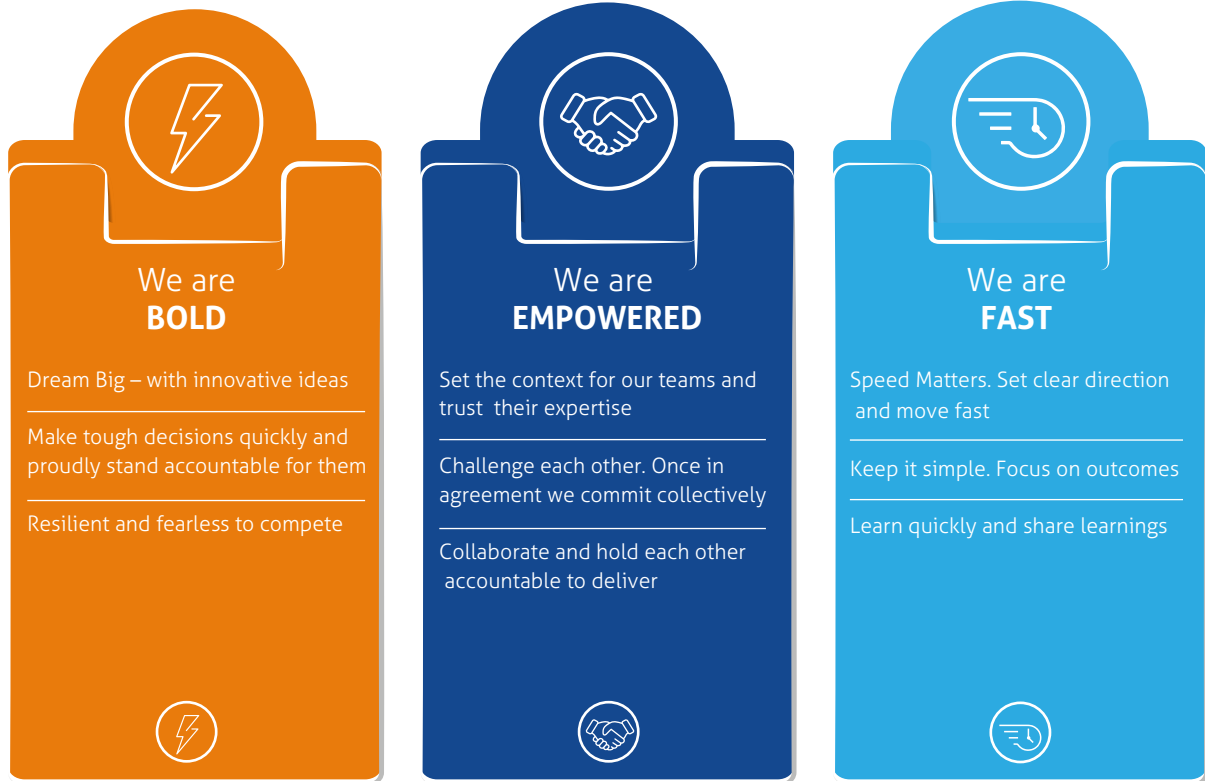 We are
BOLD
Dream Big – with innovative ideas
Make tough decisions quickly and
proudly stand accountable for them
Resilient and fearless to compete
We are
EMPOWERED
Set the context for our teams and
trust their expertise
Challenge each other. Once in
agreement we commit collectively
Collaborate and hold each other
accountable to deliver
We are
FAST
Speed Matters. Set clear direction
and move fast
Keep it simple. Focus on outcomes
Learn quickly and share learnings